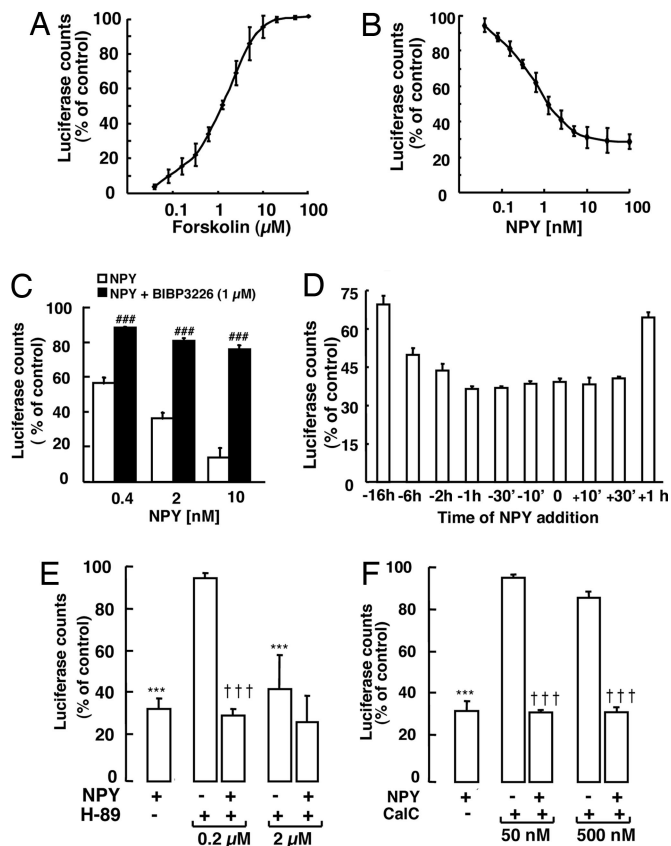 A
Luciferase counts
(% of control)
100
80
60
40
20
0
0.1 1 10 100
Forskolin (µM)
B
Luciferase counts
(% of control)
100
80
60
40
20
0
0.1 1 10 100
NPY [nM]
C
NPY
NPY + BIBP3226 (1 µM)
Luciferase counts
( % of control)
100
80
60
40
20
0
### ### ###
0.4 2 10
NPY [nM]
D
Luciferase counts
(% of control)
75
60
45
30
15
0
-16h -6h -2h -1h -30' -10' 0 +10' +30' +1 h
Time of NPY addition
E
Luciferase counts
(% of control)
100
80
60
40
20
0
*** ††† ***
NPY + - + - +
H-89 - + + + +
0.2 µM 2 µM
F
Luciferase counts
(% of control)
100
80
60
40
20
0
*** ††† †††
NPY + - + - +
CalC - + + + +
50 nM 500 nM